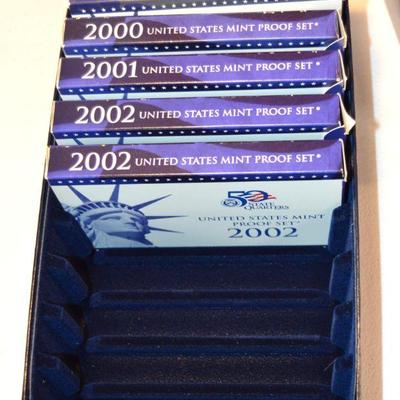 2000 UNITED STATES MINT PROOF SET®
2001 UNITED STATES MINT PROOF SET®
2002 UNITED STATES MINT PROOF SET®
2002 UNITED STATES MINT PROOF SET®
50
STATE
QUARTERS
UNITED STATES MINT
PROOF SET®
2002